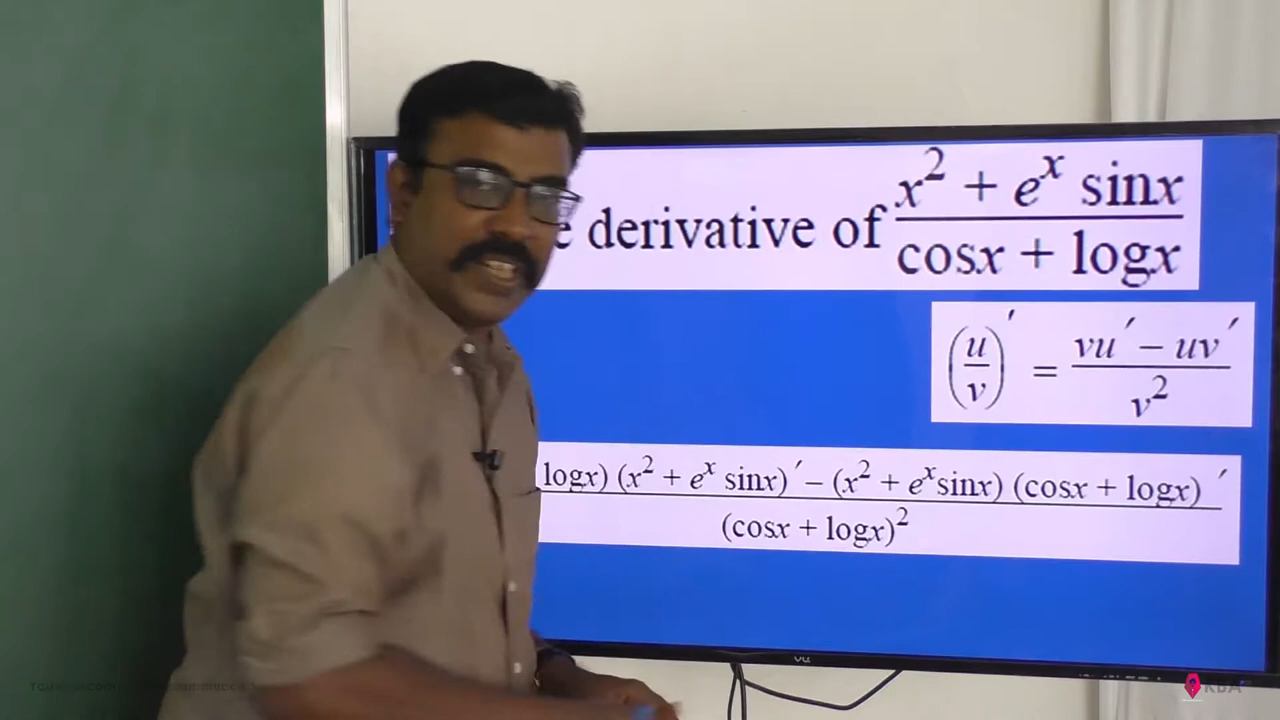 e derivative of x² + eˣ sinx / cosx + logx
(u/v)′ = vu′ − uv′ / v²
logx) (x² + eˣ sinx)′ − (x² + eˣsinx) (cosx + logx)′
(cosx + logx)²
vu